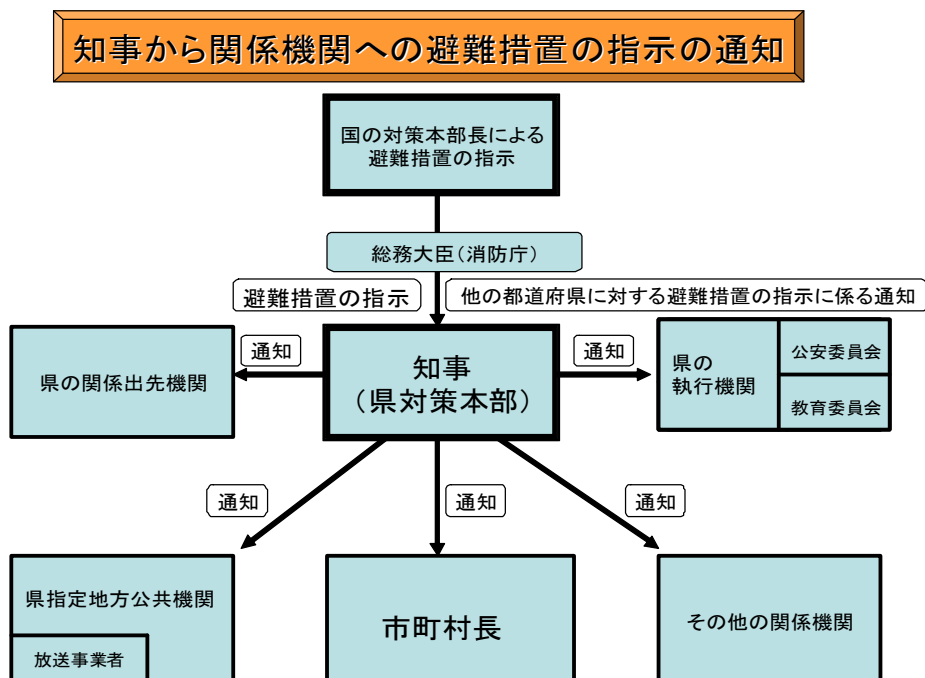 知事から関係機関への避難措置の指示の通知
国の対策本部長による
避難措置の指示
総務大臣(消防庁)
避難措置の指示
他の都道府県に対する避難措置の指示に係る通知
県の関係出先機関
通知
知事
(県対策本部)
通知
県の
執行機関
公安委員会
教育委員会
通知
通知
通知
県指定地方公共機関
放送事業者
市町村長
その他の関係機関